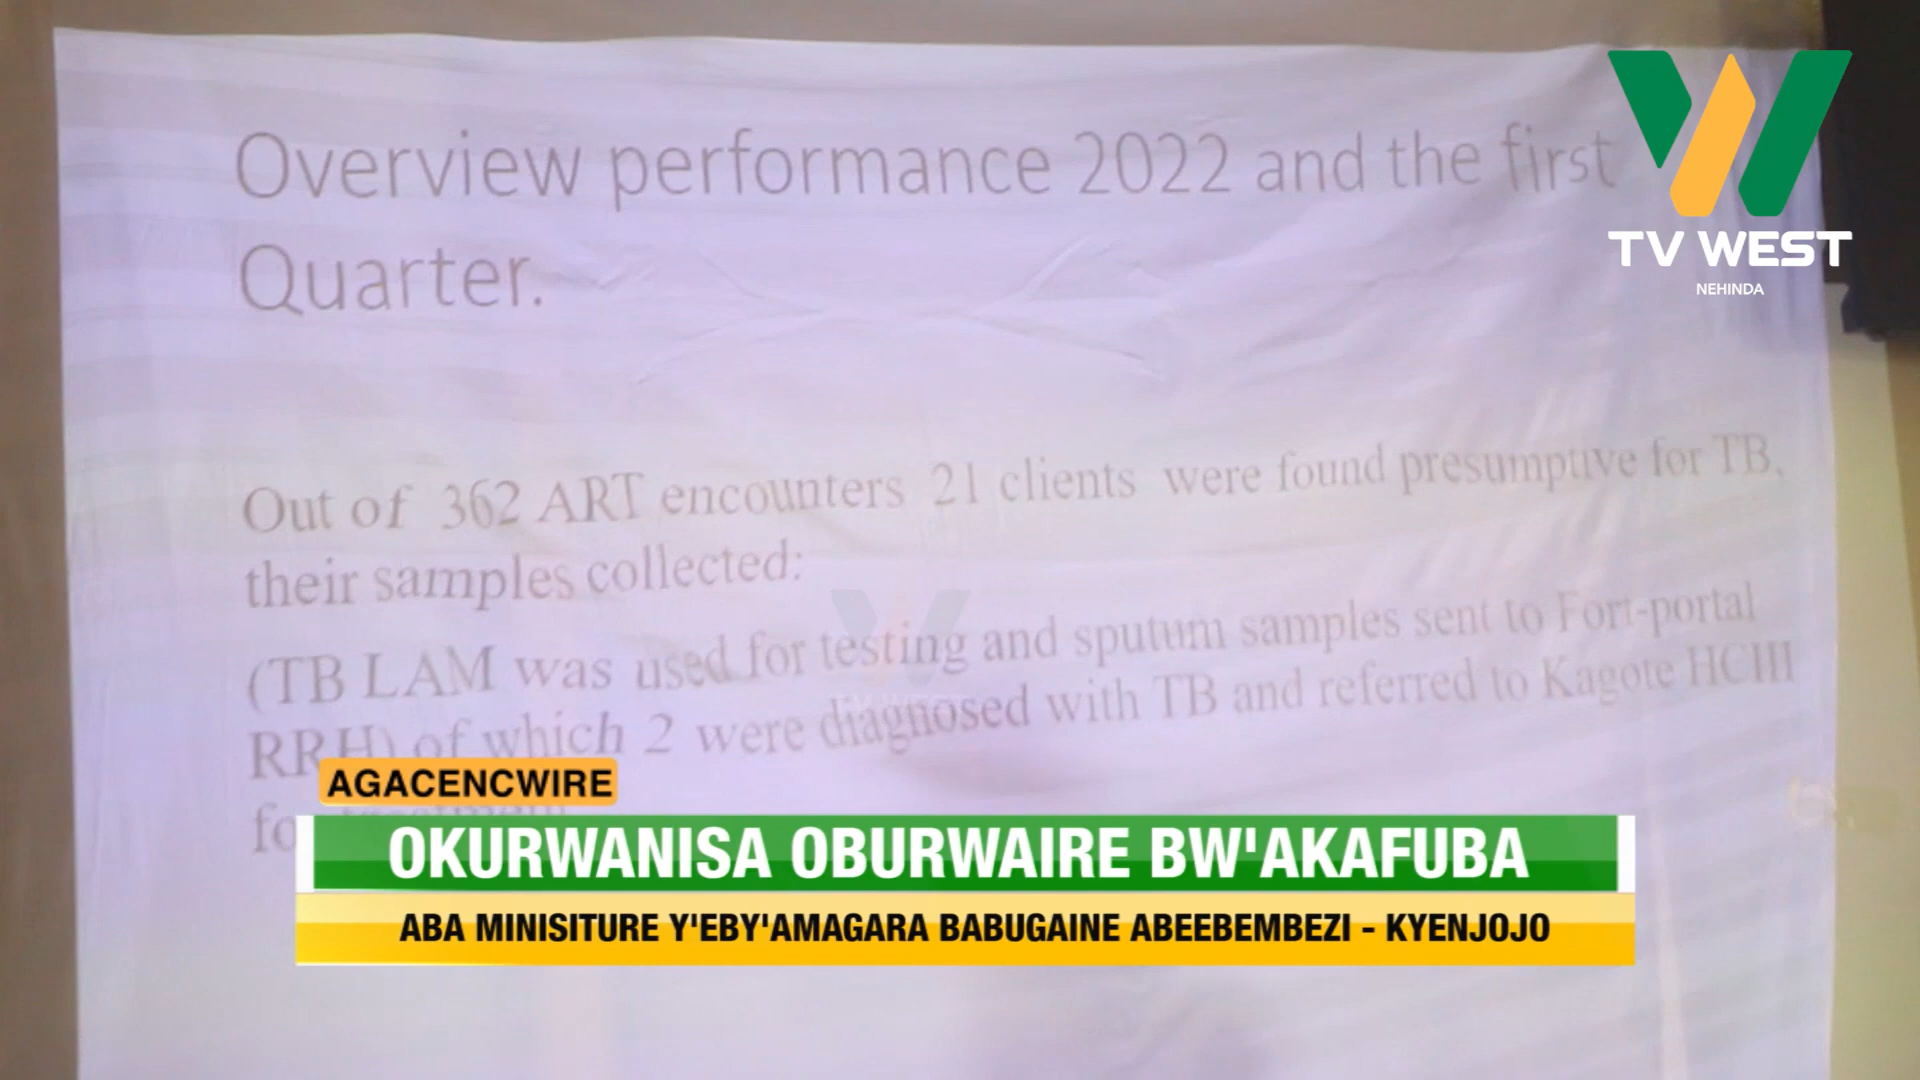 Overview performance 2022 and the first
Quarter.
TV WEST
NEHINDA
Out of 362 ART encounters 21 clients were found presumptive for TB,
their samples collected:
(TB LAM was used for testing and sputum samples sent to Fort-portal
RRH) of which 2 were diagnosed with TB and referred to Kagote HCIII
TV WEST
AGACENCWIRE
OKURWANISA OBURWAIRE BW'AKAFUBA
ABA MINISITURE Y'EBY'AMAGARA BABUGAINE ABEEBEMBEZI - KYENJOJO